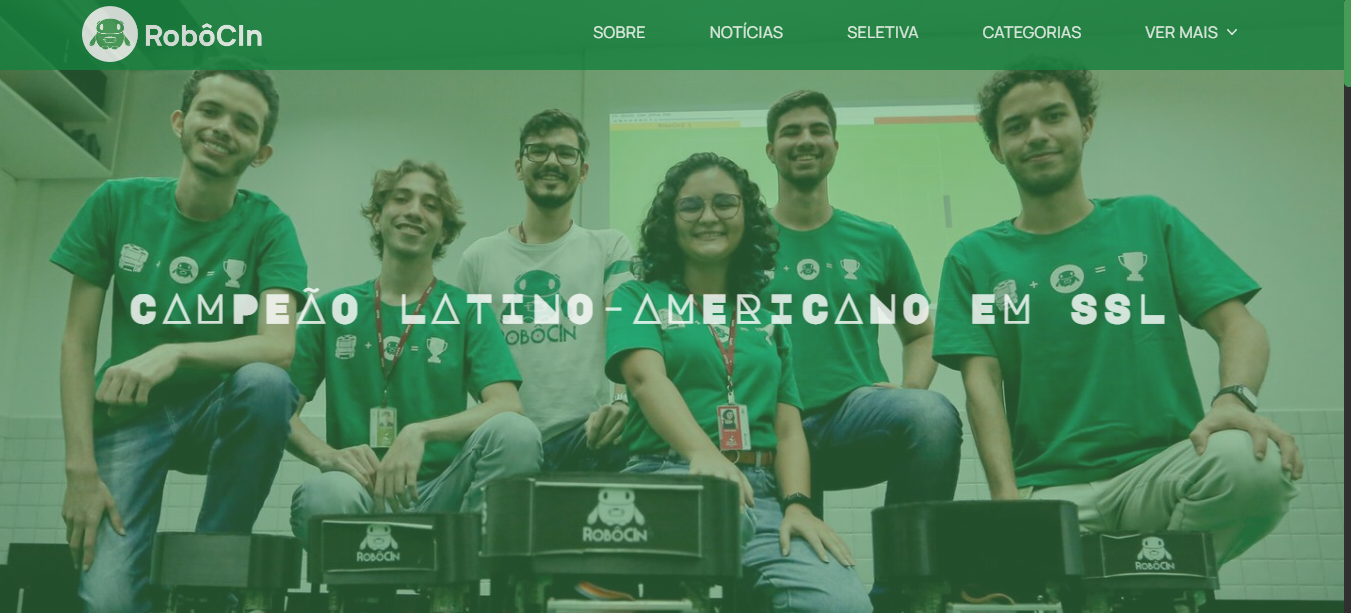 RobôCIn
SOBRE
NOTÍCIAS
SELETIVA
CATEGORIAS
VER MAIS
CAMPEÃO LATINO-AMERICANO EM SSL
ROBÔCIN
ROBÔCIN
ROBÔCIN
ROBÔCIN